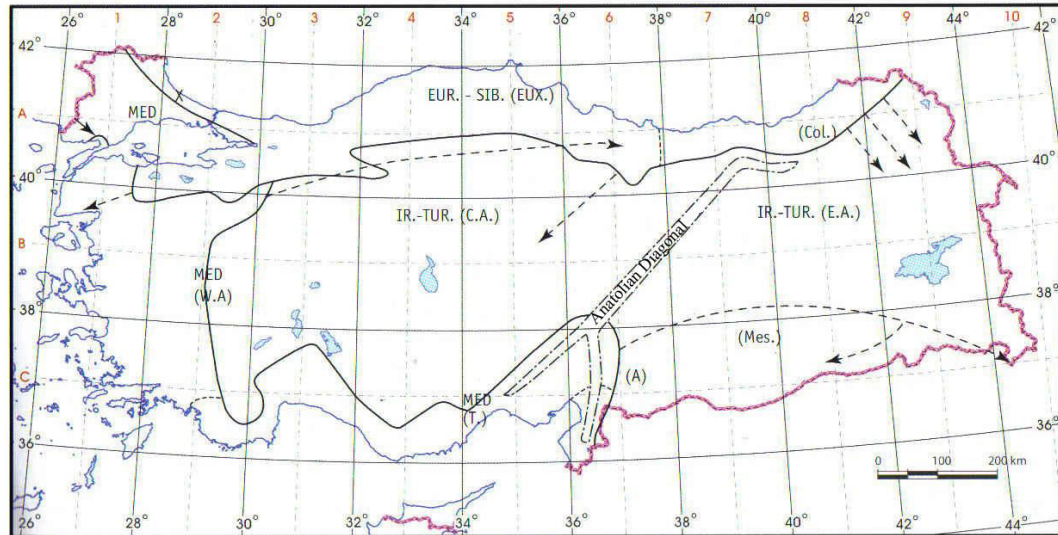 1 2 3 4 5 6 7 8 9 10
26° 28° 30° 32° 34° 36° 38° 40° 42° 44°
42° 42°
EUR. - SIB. (EUX.)
X
A
MED
(Col.)
40° 40°
IR.-TUR. (C.A.) IR.-TUR. (E.A.)
B
Anatolian Diagonal
MED
(W.A)
38° 38°
(Mes.)
C
(A)
MED
(T.)
36° 36°
0 100 200 km
26° 28° 30° 32° 34° 36° 38° 40° 42° 44°